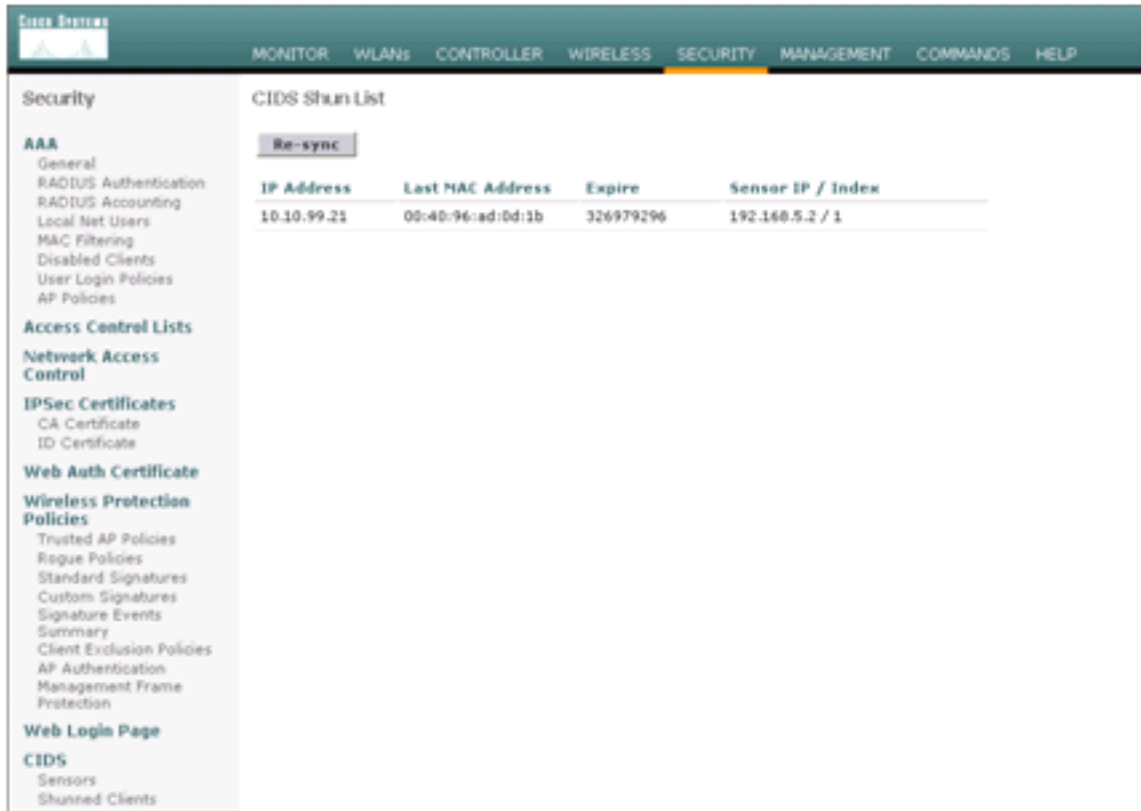 CISCO SYSTEMS
MONITOR WLANs CONTROLLER WIRELESS SECURITY MANAGEMENT COMMANDS HELP
Security
AAA
General
RADIUS Authentication
RADIUS Accounting
Local Net Users
MAC Filtering
Disabled Clients
User Login Policies
AP Policies
Access Control Lists
Network Access
Control
IPSec Certificates
CA Certificate
ID Certificate
Web Auth Certificate
Wireless Protection
Policies
Trusted AP Policies
Rogue Policies
Standard Signatures
Custom Signatures
Signature Events
Summary
Client Exclusion Policies
AP Authentication
Management Frame
Protection
Web Login Page
CIDS
Sensors
Shunned Clients
CIDS Shun List
Re-sync
IP Address Last MAC Address Expire Sensor IP / Index
10.10.99.21 00:40:96:ad:0d:1b 326979296 192.168.5.2 / 1